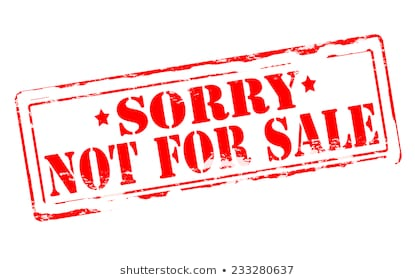 SORRY
NOT FOR SALE
shutterstock.com • 233280637